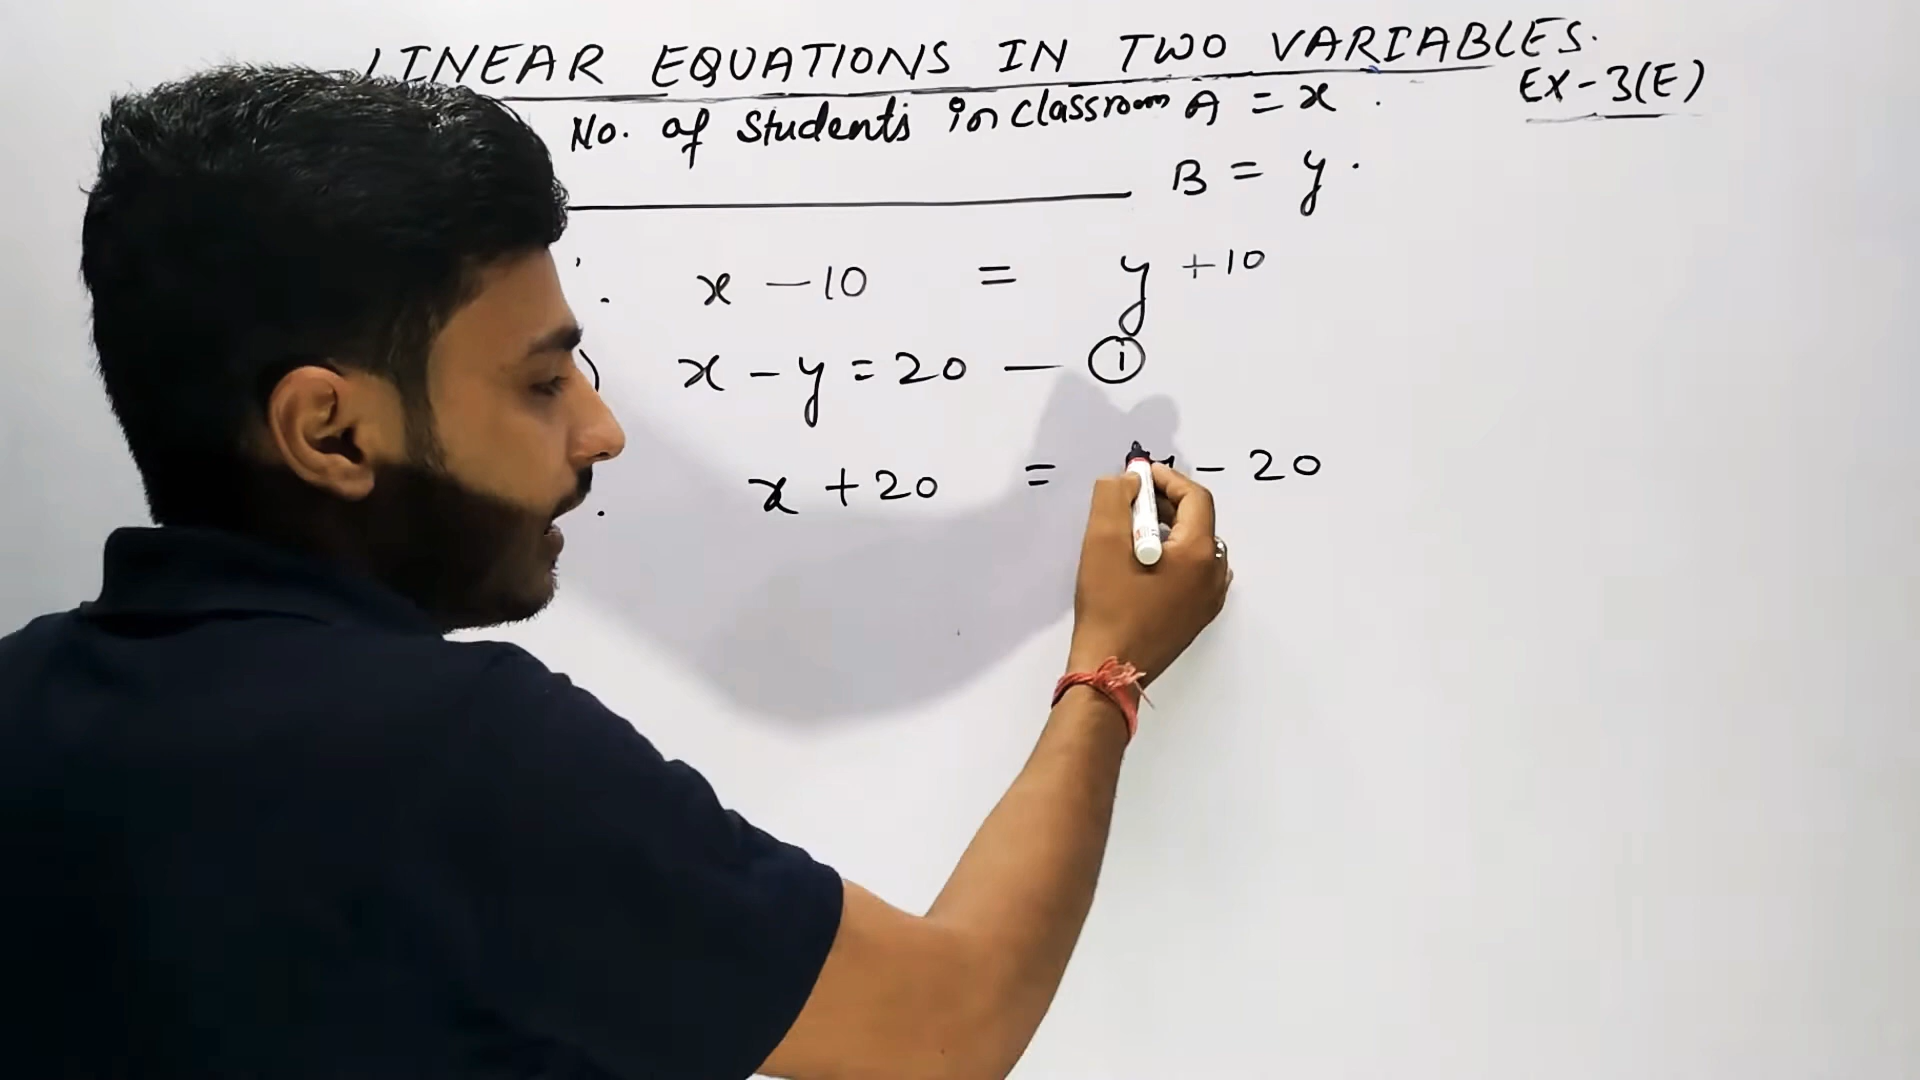 LINEAR EQUATIONS IN TWO VARIABLES.
EX-3(E)
No. of students in classroom A = x .
B = y .
x - 10 = y + 10
x - y = 20 — ①
x + 20 = - 20